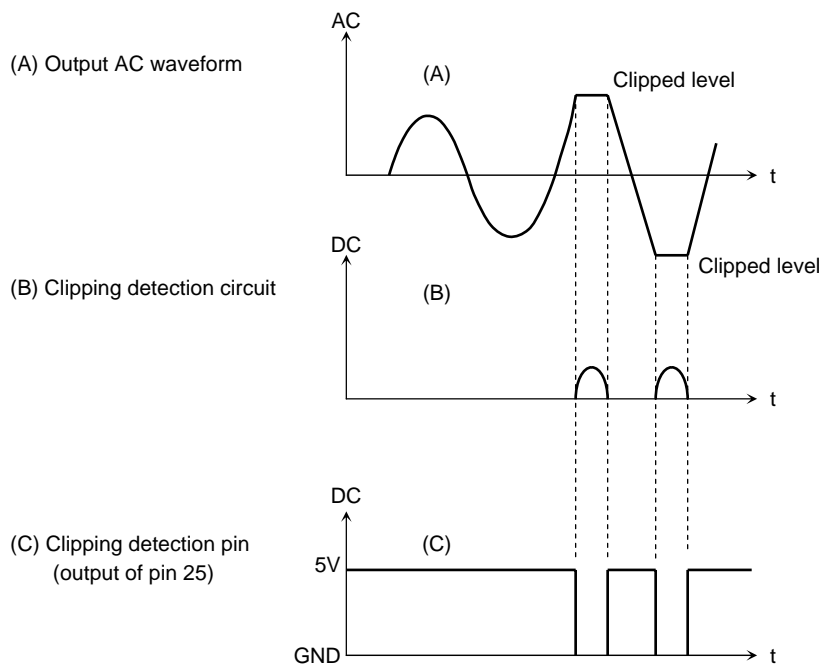 AC
(A) Output AC waveform
(A)
Clipped level
t
DC
Clipped level
(B) Clipping detection circuit
(B)
t
DC
(C) Clipping detection pin
(output of pin 25)
(C)
5V
GND
t